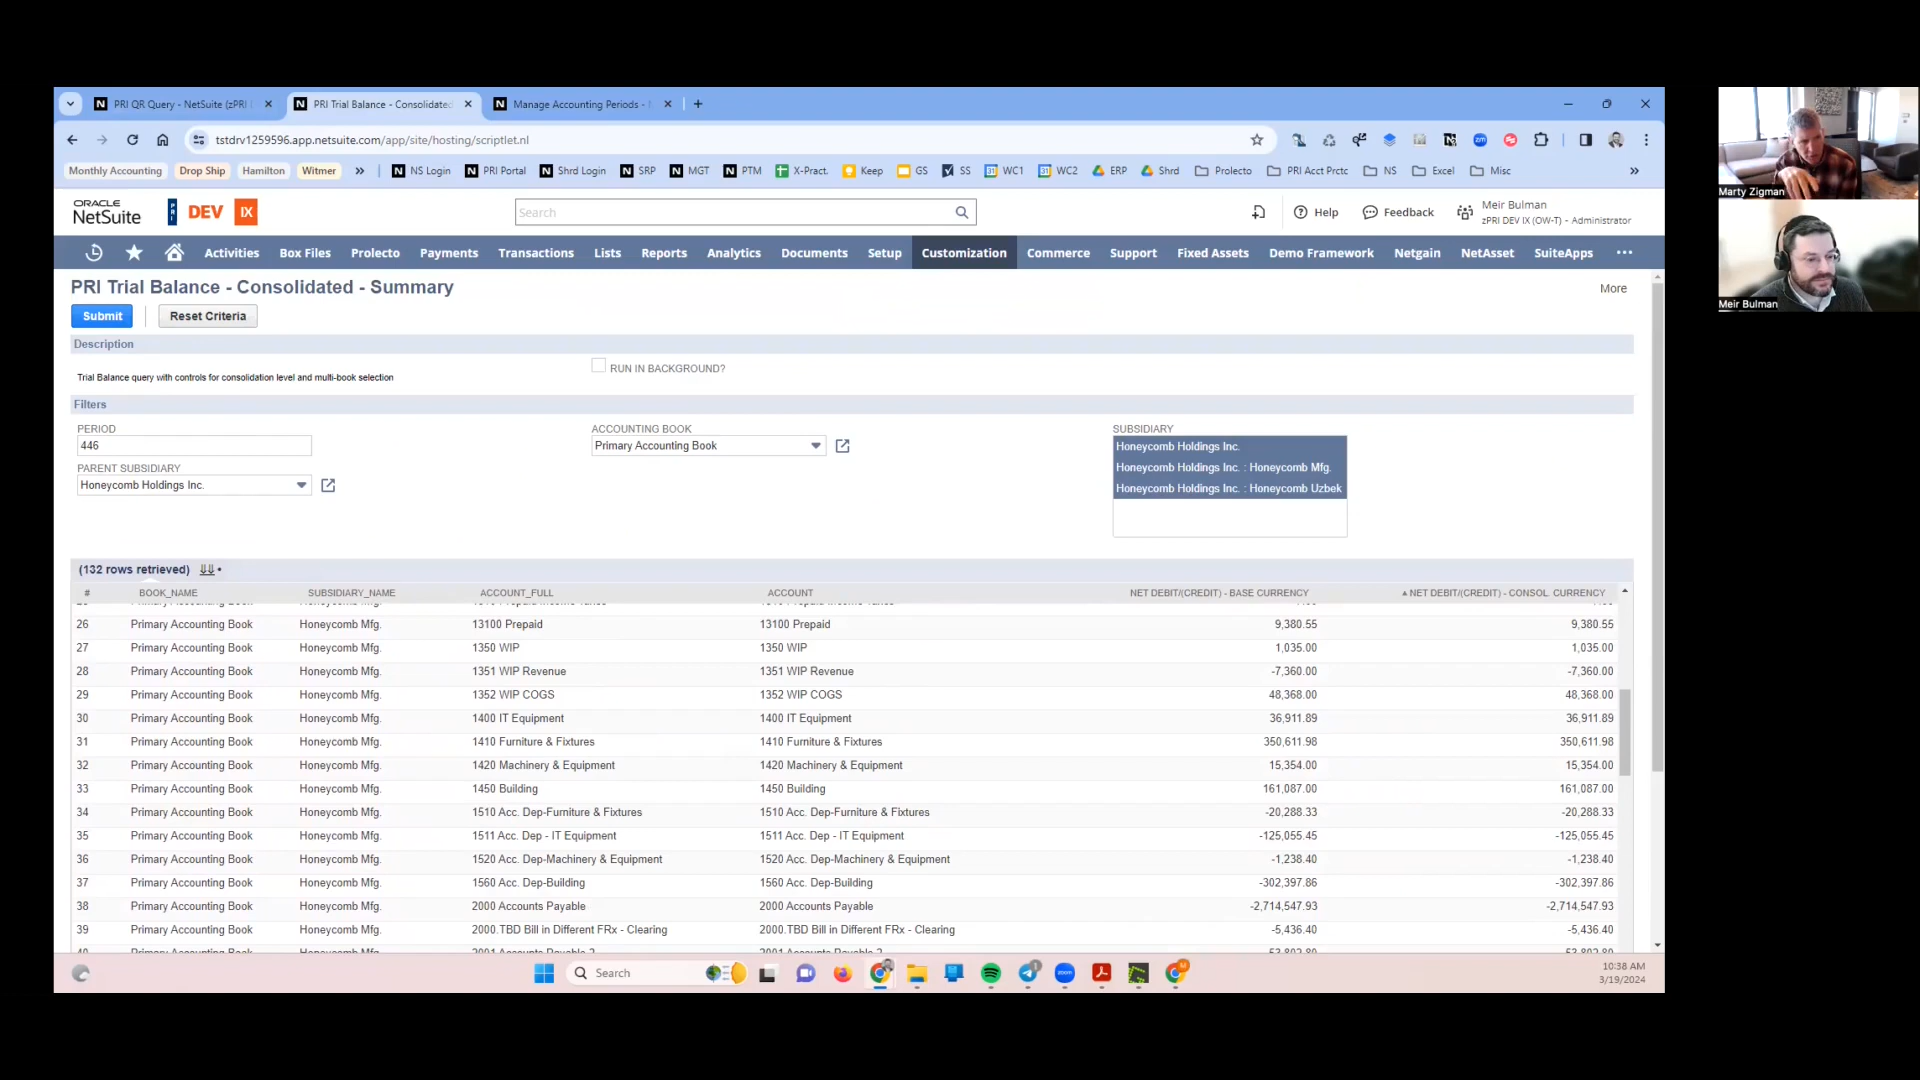 PRI QR Query - NetSuite (zPRI
PRI Trial Balance - Consolidated
Manage Accounting Periods -
tstdrv1259596.app.netsuite.com/app/site/hosting/scriptlet.nl
Monthly Accounting Drop Ship Hamilton Witmer NS Login PRI Portal Shrd Login SRP MGT PTM X-Pract. Keep GS SS WC1 WC2 ERP Shrd Prolecto PRI Acct Prctc NS Excel Misc
ORACLE
NetSuite
PRI DEV IX
Search
Help
Feedback
Meir Bulman
zPRI DEV IX (OW-T) - Administrator
Activities Box Files Prolecto Payments Transactions Lists Reports Analytics Documents Setup Customization Commerce Support Fixed Assets Demo Framework Netgain NetAsset SuiteApps
PRI Trial Balance - Consolidated - Summary
More
Submit Reset Criteria
Description
Trial Balance query with controls for consolidation level and multi-book selection
RUN IN BACKGROUND?
Filters
PERIOD
446
PARENT SUBSIDIARY
Honeycomb Holdings Inc.
ACCOUNTING BOOK
Primary Accounting Book
SUBSIDIARY
Honeycomb Holdings Inc.
Honeycomb Holdings Inc. : Honeycomb Mfg.
Honeycomb Holdings Inc. : Honeycomb Uzbek
(132 rows retrieved)
# BOOK_NAME SUBSIDIARY_NAME ACCOUNT_FULL ACCOUNT NET DEBIT/(CREDIT) - BASE CURRENCY NET DEBIT/(CREDIT) - CONSOL. CURRENCY
26 Primary Accounting Book Honeycomb Mfg. 13100 Prepaid 13100 Prepaid 9,380.55 9,380.55
27 Primary Accounting Book Honeycomb Mfg. 1350 WIP 1350 WIP 1,035.00 1,035.00
28 Primary Accounting Book Honeycomb Mfg. 1351 WIP Revenue 1351 WIP Revenue -7,360.00 -7,360.00
29 Primary Accounting Book Honeycomb Mfg. 1352 WIP COGS 1352 WIP COGS 48,368.00 48,368.00
30 Primary Accounting Book Honeycomb Mfg. 1400 IT Equipment 1400 IT Equipment 36,911.89 36,911.89
31 Primary Accounting Book Honeycomb Mfg. 1410 Furniture & Fixtures 1410 Furniture & Fixtures 350,611.98 350,611.98
32 Primary Accounting Book Honeycomb Mfg. 1420 Machinery & Equipment 1420 Machinery & Equipment 15,354.00 15,354.00
33 Primary Accounting Book Honeycomb Mfg. 1450 Building 1450 Building 161,087.00 161,087.00
34 Primary Accounting Book Honeycomb Mfg. 1510 Acc. Dep-Furniture & Fixtures 1510 Acc. Dep-Furniture & Fixtures -20,288.33 -20,288.33
35 Primary Accounting Book Honeycomb Mfg. 1511 Acc. Dep - IT Equipment 1511 Acc. Dep - IT Equipment -125,055.45 -125,055.45
36 Primary Accounting Book Honeycomb Mfg. 1520 Acc. Dep-Machinery & Equipment 1520 Acc. Dep-Machinery & Equipment -1,238.40 -1,238.40
37 Primary Accounting Book Honeycomb Mfg. 1560 Acc. Dep-Building 1560 Acc. Dep-Building -302,397.86 -302,397.86
38 Primary Accounting Book Honeycomb Mfg. 2000 Accounts Payable 2000 Accounts Payable -2,714,547.93 -2,714,547.93
39 Primary Accounting Book Honeycomb Mfg. 2000.TBD Bill in Different FRx - Clearing 2000.TBD Bill in Different FRx - Clearing -5,436.40 -5,436.40
Search
10:38 AM
3/19/2024
Marty Zigman
Meir Bulman